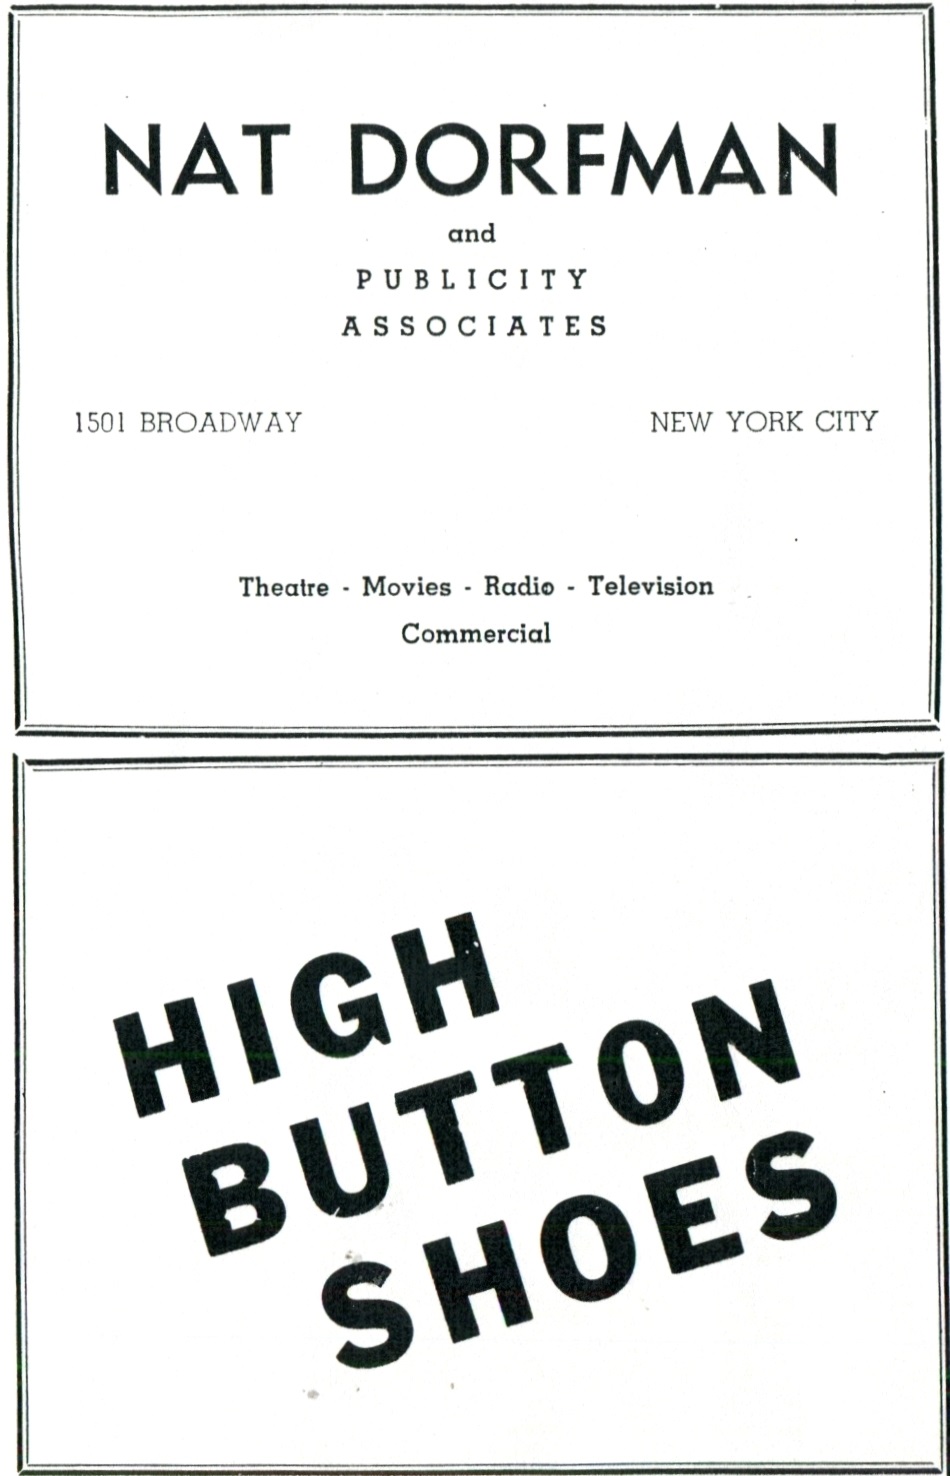 NAT DORFMAN
and
PUBLICITY
ASSOCIATES
1501 BROADWAY NEW YORK CITY
Theatre - Movies - Radio - Television
Commercial
HIGH
BUTTON
SHOES